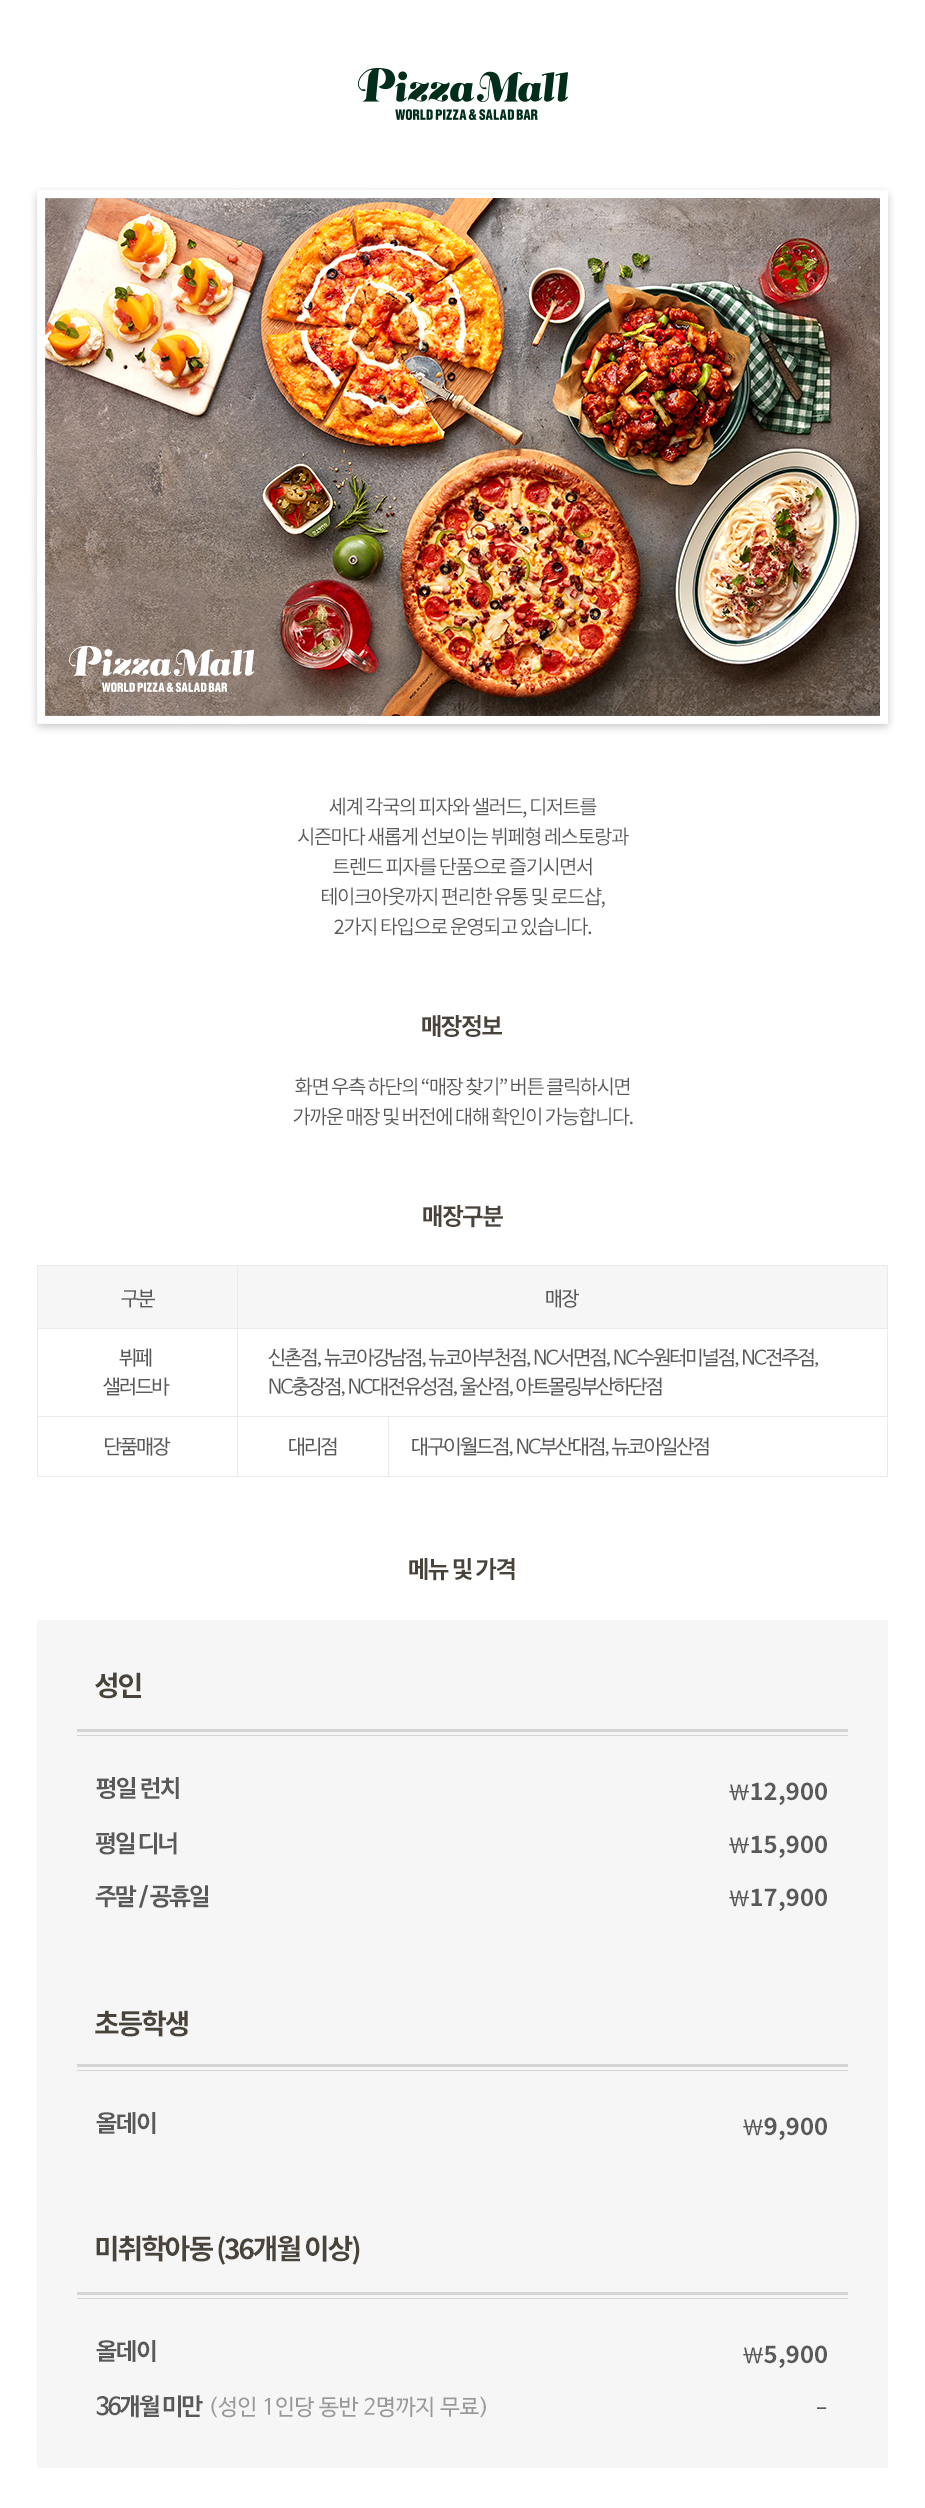 Pizza Mall
WORLD PIZZA & SALAD BAR
Pizza Mall
WORLD PIZZA & SALAD BAR
세계 각국의 피자와 샐러드, 디저트를
시즌마다 새롭게 선보이는 뷔페형 레스토랑과
트렌드 피자를 단품으로 즐기시면서
테이크아웃까지 편리한 유통 및 로드샵,
2가지 타입으로 운영되고 있습니다.
매장정보
화면 우측 하단의 “매장 찾기” 버튼 클릭하시면
가까운 매장 및 버전에 대해 확인이 가능합니다.
매장구분
구분 매장
뷔페
샐러드바
신촌점, 뉴코아강남점, 뉴코아부천점, NC서면점, NC수원터미널점, NC전주점,
NC충장점, NC대전유성점, 울산점, 아트몰링부산하단점
단품매장 대리점 대구이월드점, NC부산대점, 뉴코아일산점
메뉴 및 가격
성인
평일 런치 ₩12,900
평일 디너 ₩15,900
주말 / 공휴일 ₩17,900
초등학생
올데이 ₩9,900
미취학아동 (36개월 이상)
올데이 ₩5,900
36개월 미만 (성인 1인당 동반 2명까지 무료) –